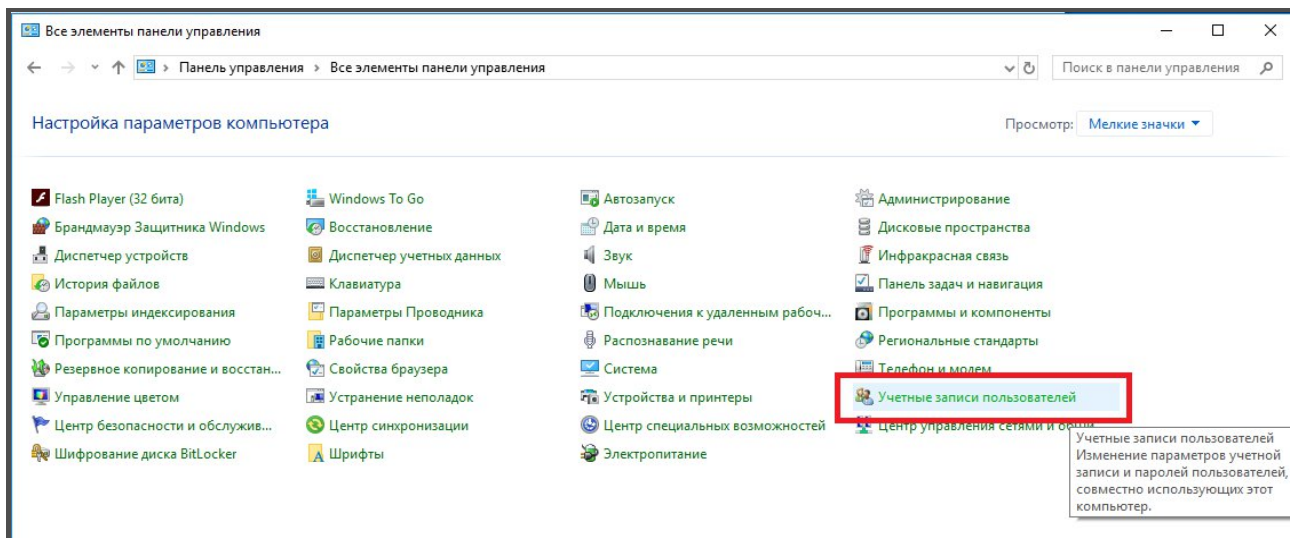 Все элементы панели управления
Панель управления › Все элементы панели управления
Поиск в панели управления
Настройка параметров компьютера
Просмотр: Мелкие значки
Flash Player (32 бита)
Windows To Go
Автозапуск
Администрирование
Брандмауэр Защитника Windows
Восстановление
Дата и время
Дисковые пространства
Диспетчер устройств
Диспетчер учетных данных
Звук
Инфракрасная связь
История файлов
Клавиатура
Мышь
Панель задач и навигация
Параметры индексирования
Параметры Проводника
Подключения к удаленным рабоч...
Программы и компоненты
Программы по умолчанию
Рабочие папки
Распознавание речи
Региональные стандарты
Резервное копирование и восстан...
Свойства браузера
Система
Телефон и модем
Управление цветом
Устранение неполадок
Устройства и принтеры
Учетные записи пользователей
Центр безопасности и обслужив...
Центр синхронизации
Центр специальных возможностей
Центр управления сетями и
Шифрование диска BitLocker
Шрифты
Электропитание
Учетные записи пользователей
Изменение параметров учетной
записи и паролей пользователей,
совместно использующих этот
компьютер.